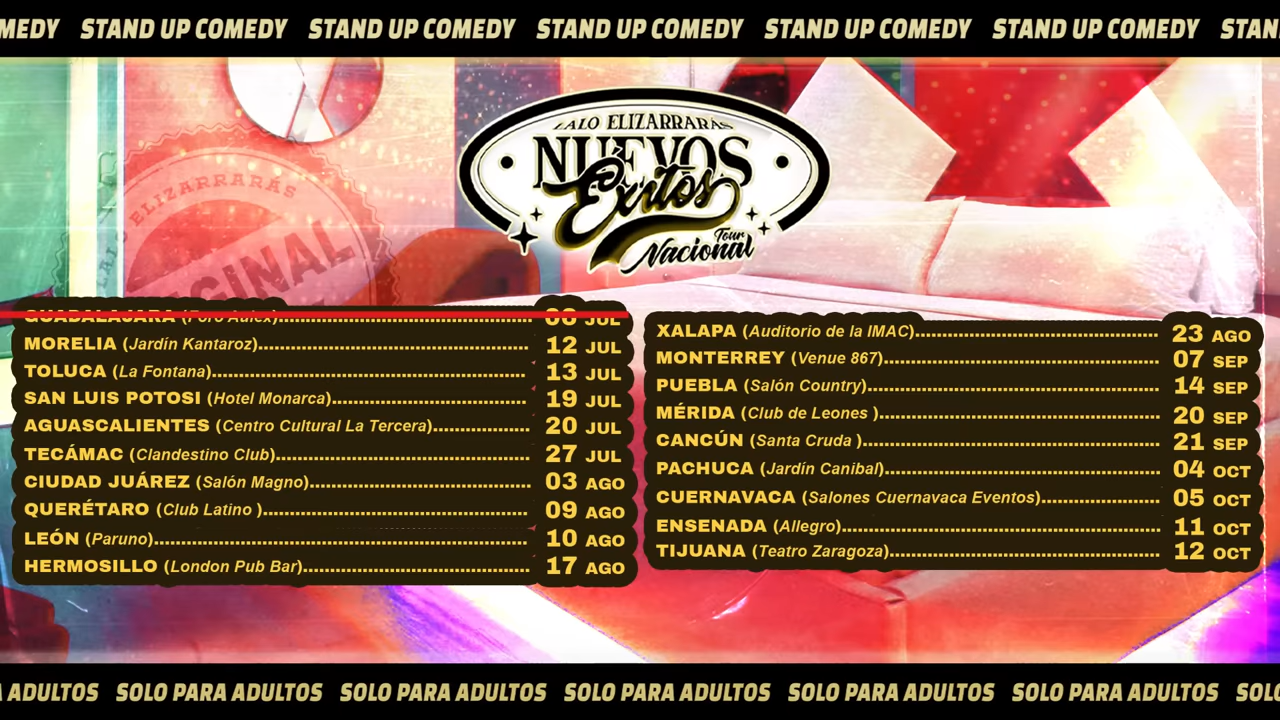 STAND UP COMEDY STAND UP COMEDY STAND UP COMEDY STAND UP COMEDY STAND UP COMEDY
LALO ELIZARRARÁS
NUEVOS
Éxitos
Tour
Nacional
ELIZARRARÁS
GUADALAJARA (Foro Aulex) 06 JUL
MORELIA (Jardín Kantaroz) 12 JUL
TOLUCA (La Fontana) 13 JUL
SAN LUIS POTOSI (Hotel Monarca) 19 JUL
AGUASCALIENTES (Centro Cultural La Tercera) 20 JUL
TECÁMAC (Clandestino Club) 27 JUL
CIUDAD JUÁREZ (Salón Magno) 03 AGO
QUERÉTARO (Club Latino ) 09 AGO
LEÓN (Paruno) 10 AGO
HERMOSILLO (London Pub Bar) 17 AGO
XALAPA (Auditorio de la IMAC) 23 AGO
MONTERREY (Venue 867) 07 SEP
PUEBLA (Salón Country) 14 SEP
MÉRIDA (Club de Leones ) 20 SEP
CANCÚN (Santa Cruda ) 21 SEP
PACHUCA (Jardín Canibal) 04 OCT
CUERNAVACA (Salones Cuernavaca Eventos) 05 OCT
ENSENADA (Allegro) 11 OCT
TIJUANA (Teatro Zaragoza) 12 OCT
ADULTOS SOLO PARA ADULTOS SOLO PARA ADULTOS SOLO PARA ADULTOS SOLO PARA ADULTOS SOLO PARA ADULTOS